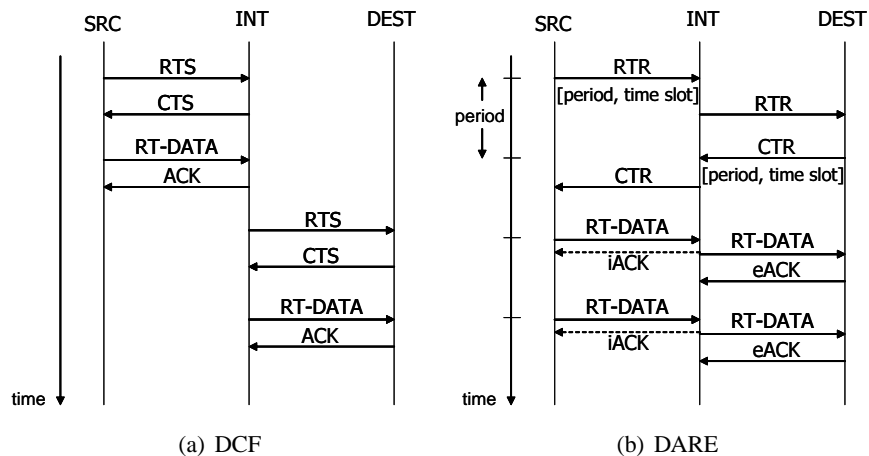 SRC
INT
DEST
RTS
CTS
RT-DATA
ACK
RTS
CTS
RT-DATA
ACK
time
(a) DCF
SRC
INT
DEST
period
RTR
[period, time slot]
RTR
CTR
[period, time slot]
CTR
RT-DATA
iACK
RT-DATA
eACK
RT-DATA
iACK
RT-DATA
eACK
time
(b) DARE